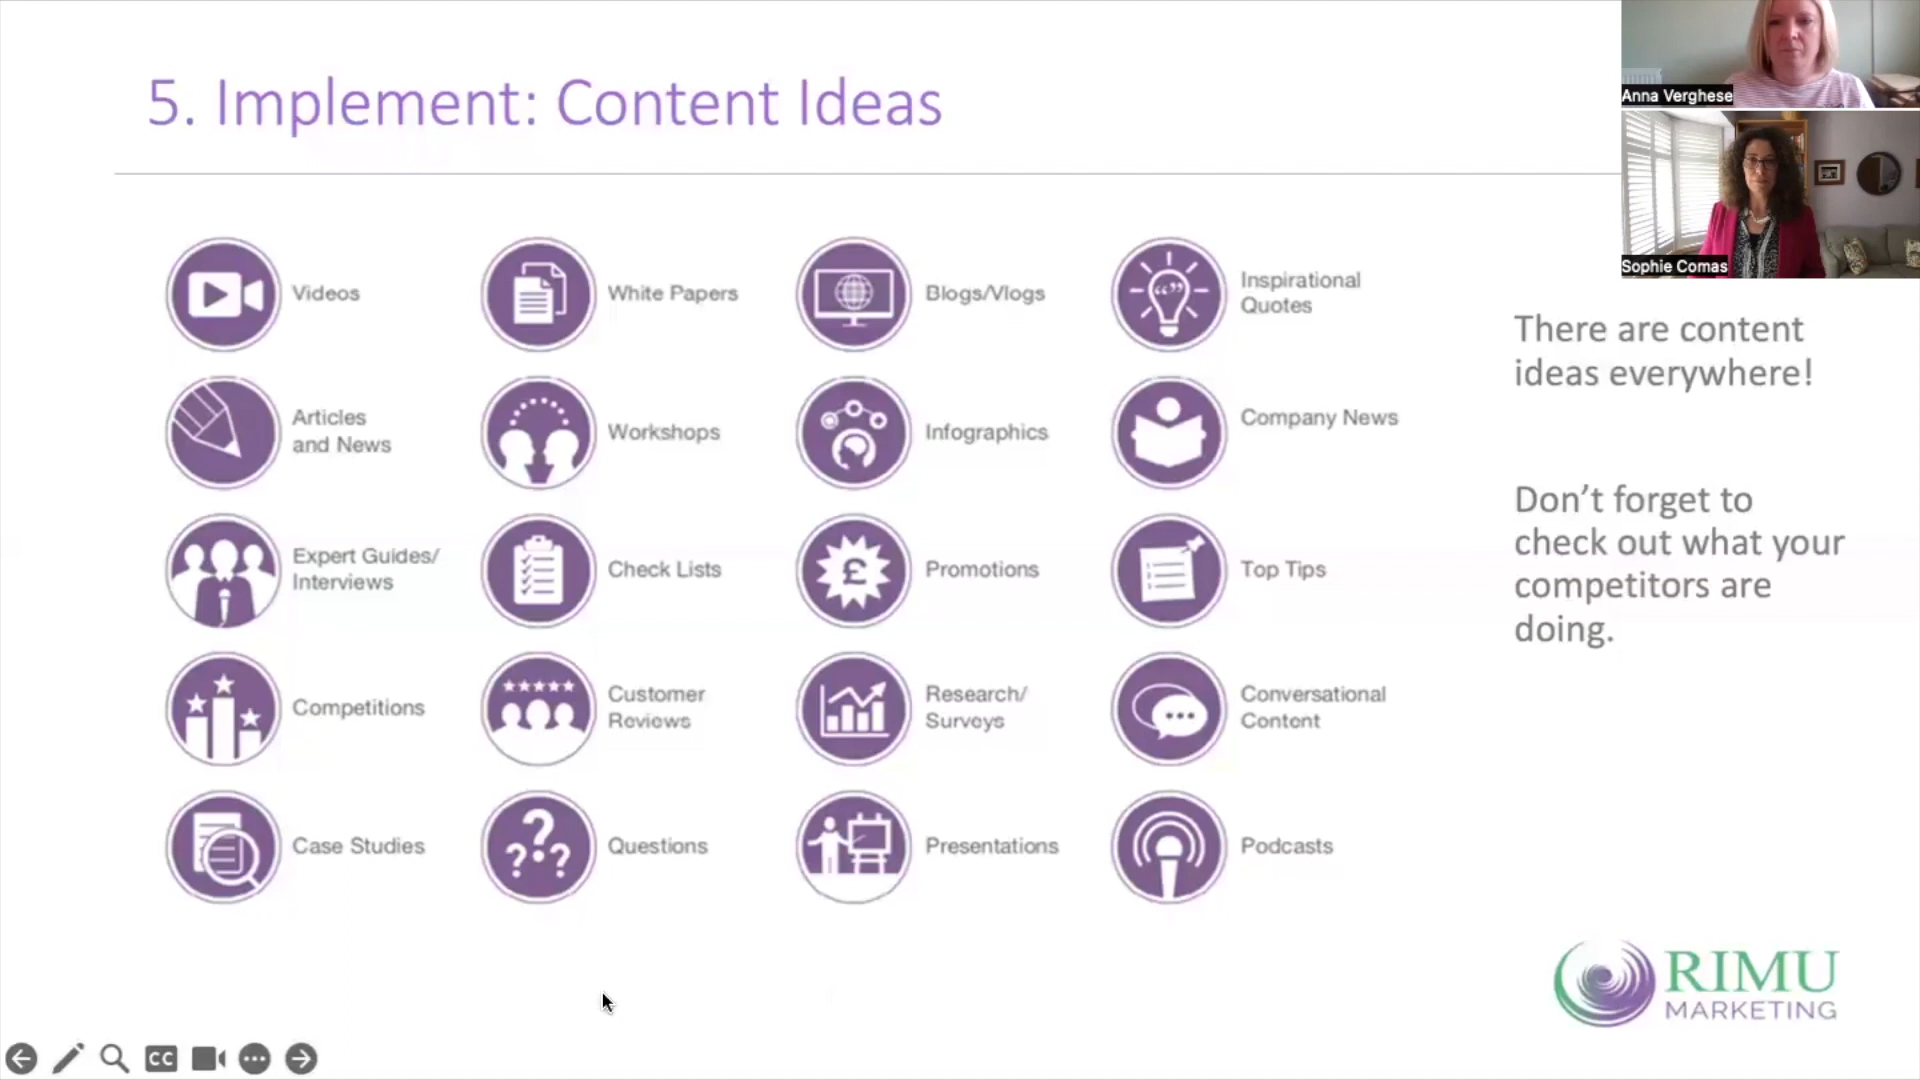 5. Implement: Content Ideas
Anna Verghese
Sophie Comas
Videos
White Papers
Blogs/Vlogs
Inspirational
Quotes
Articles
and News
Workshops
Infographics
Company News
Expert Guides/
Interviews
Check Lists
£
Promotions
Top Tips
Competitions
Customer
Reviews
Research/
Surveys
Conversational
Content
Case Studies
???
Questions
Presentations
Podcasts
There are content
ideas everywhere!
Don’t forget to
check out what your
competitors are
doing.
RIMU
MARKETING
CC